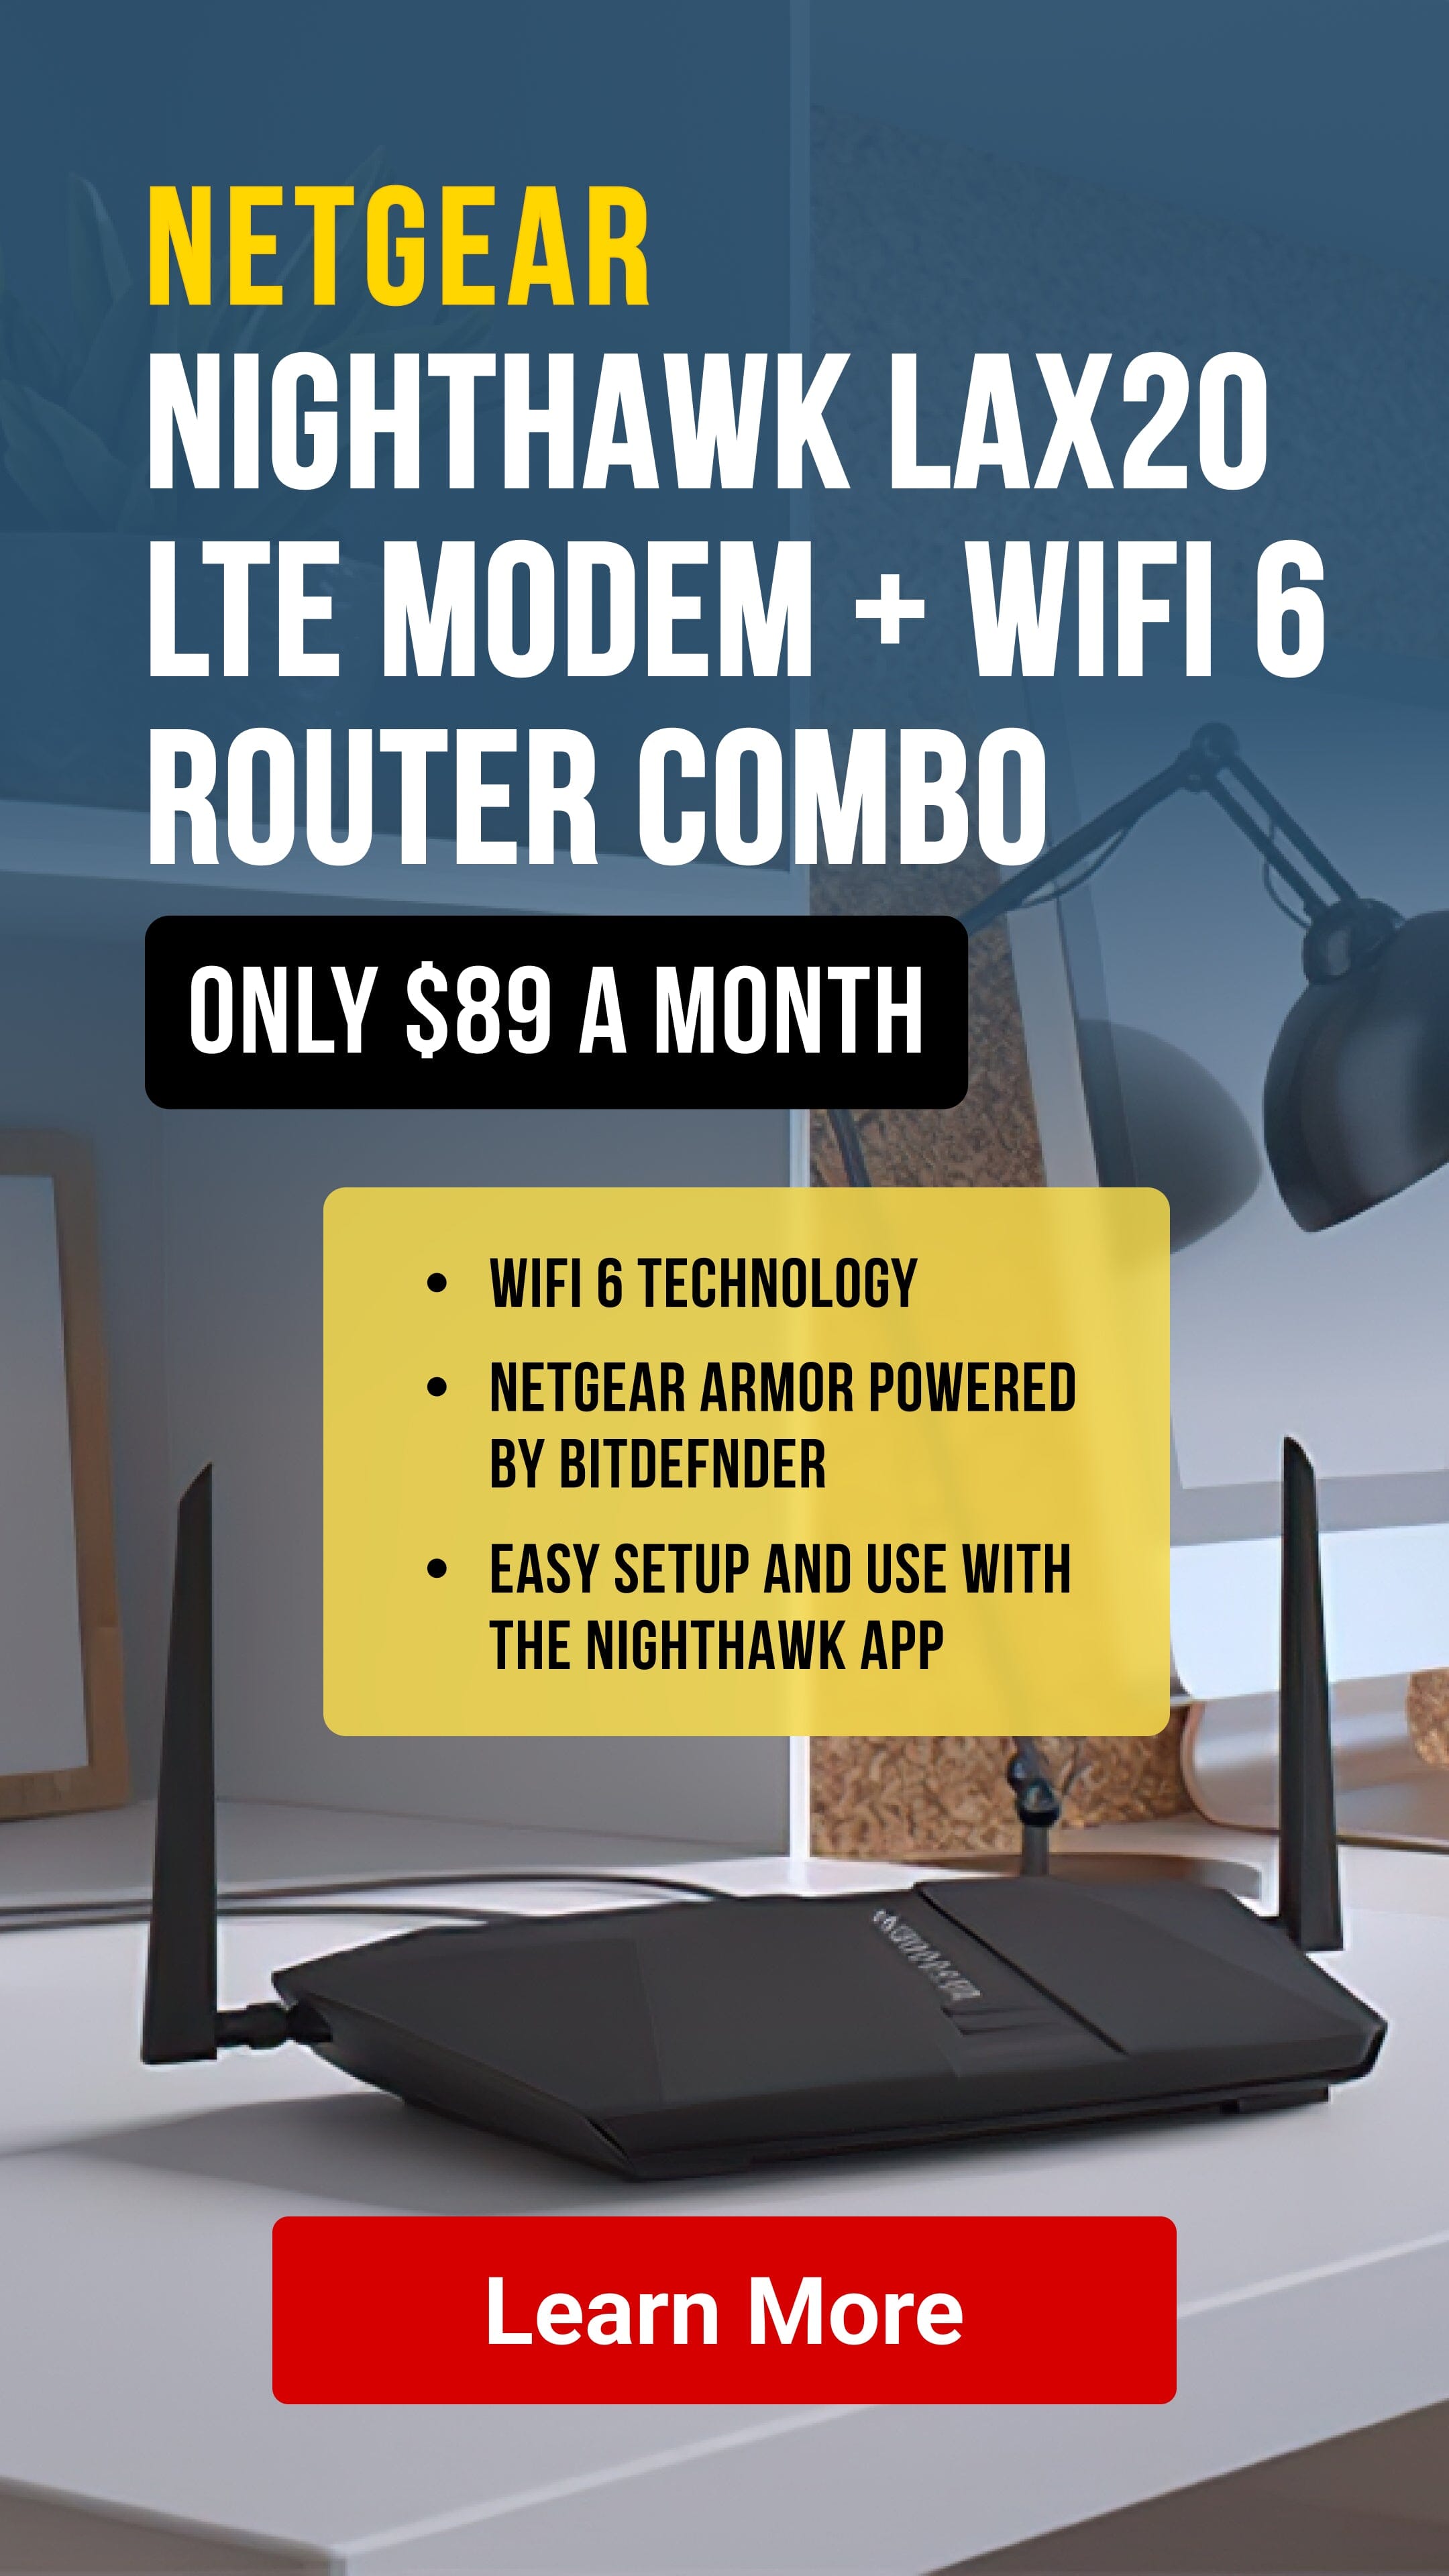 NETGEAR
NIGHTHAWK LAX20
LTE MODEM + WIFI 6
ROUTER COMBO
ONLY $89 A MONTH
• WIFI 6 TECHNOLOGY
• NETGEAR ARMOR POWERED
BY BITDEFNDER
• EASY SETUP AND USE WITH
THE NIGHTHAWK APP
Learn More